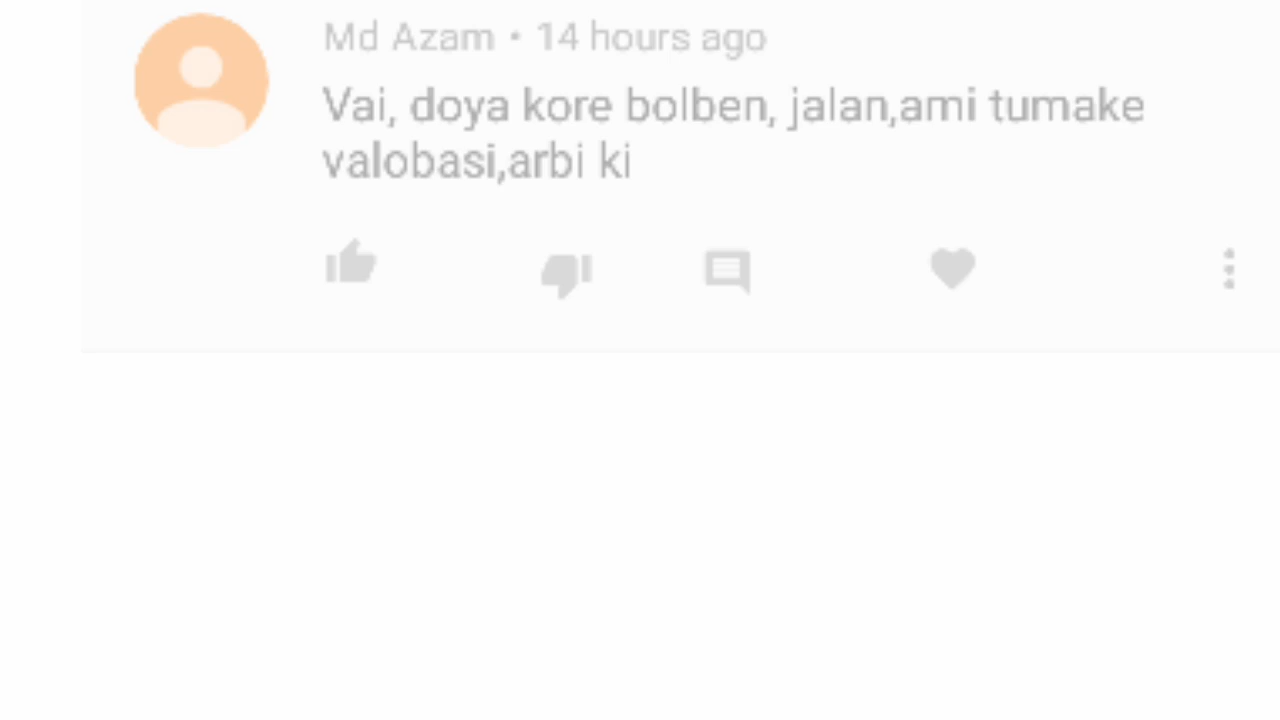 Md Azam • 14 hours ago
Vai, doya kore bolben, jalan,ami tumake
valobasi,arbi ki